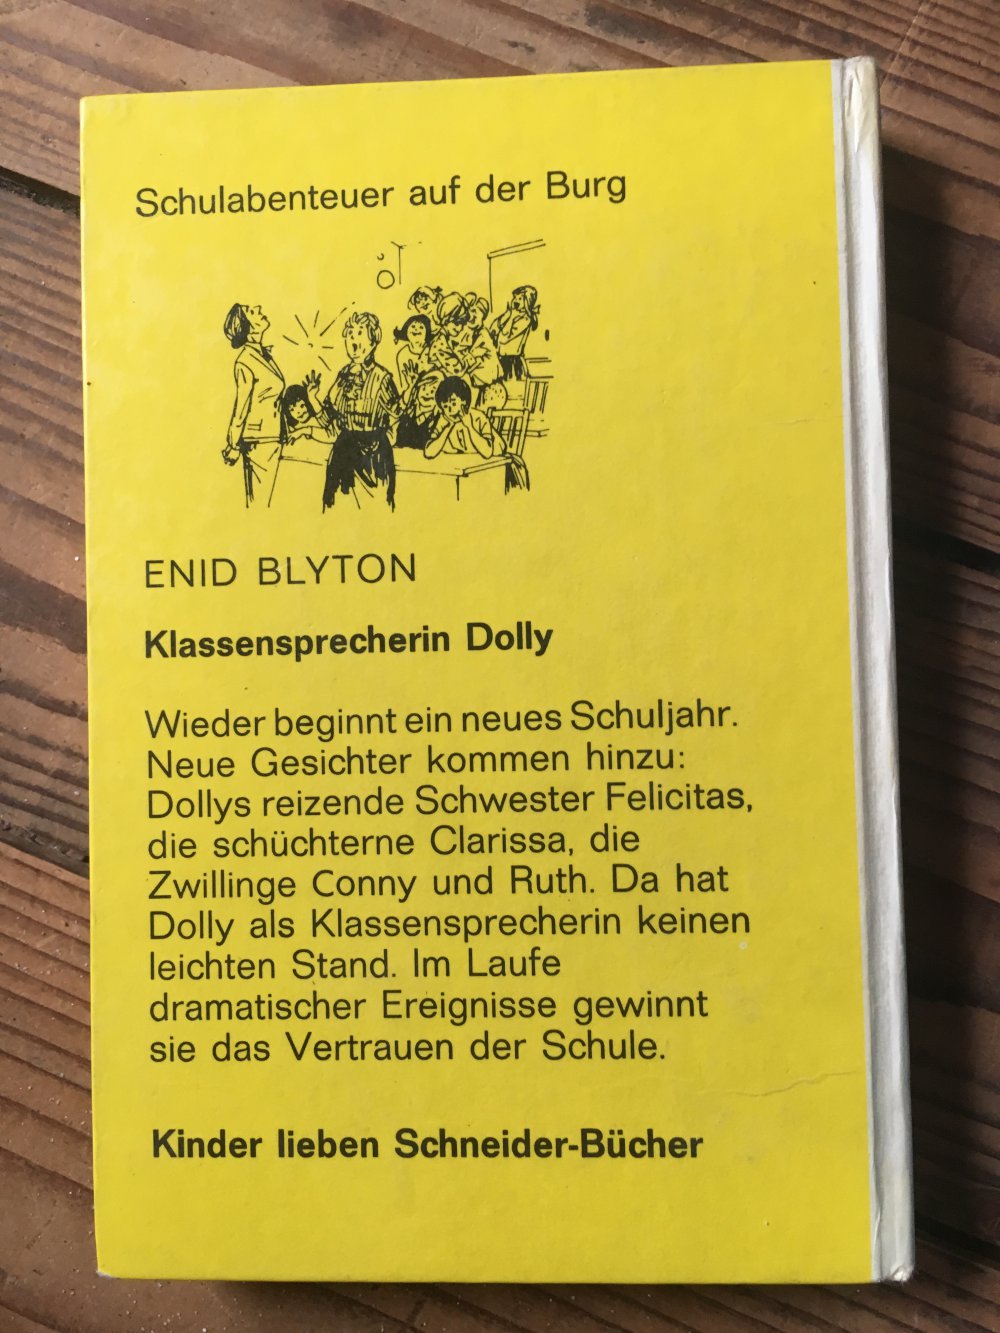 Schulabenteuer auf der Burg
ENID BLYTON
Klassensprecherin Dolly
Wieder beginnt ein neues Schuljahr.
Neue Gesichter kommen hinzu:
Dollys reizende Schwester Felicitas,
die schüchterne Clarissa, die
Zwillinge Conny und Ruth. Da hat
Dolly als Klassensprecherin keinen
leichten Stand. Im Laufe
dramatischer Ereignisse gewinnt
sie das Vertrauen der Schule.
Kinder lieben Schneider-Bücher